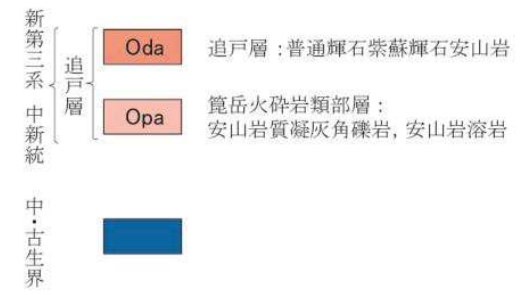 新第三系 中新統
追戸層
Oda
追戸層:普通輝石紫蘇輝石安山岩
Opa
箟岳火砕岩類部層:
安山岩質凝灰角礫岩, 安山岩溶岩
中・古生界